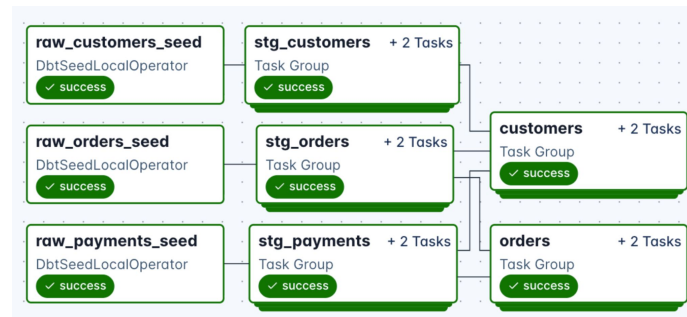 raw_customers_seed
DbtSeedLocalOperator
success
stg_customers + 2 Tasks
Task Group
success
raw_orders_seed
DbtSeedLocalOperator
success
stg_orders + 2 Tasks
Task Group
success
raw_payments_seed
DbtSeedLocalOperator
success
stg_payments + 2 Tasks
Task Group
success
customers + 2 Tasks
Task Group
success
orders + 2 Tasks
Task Group
success